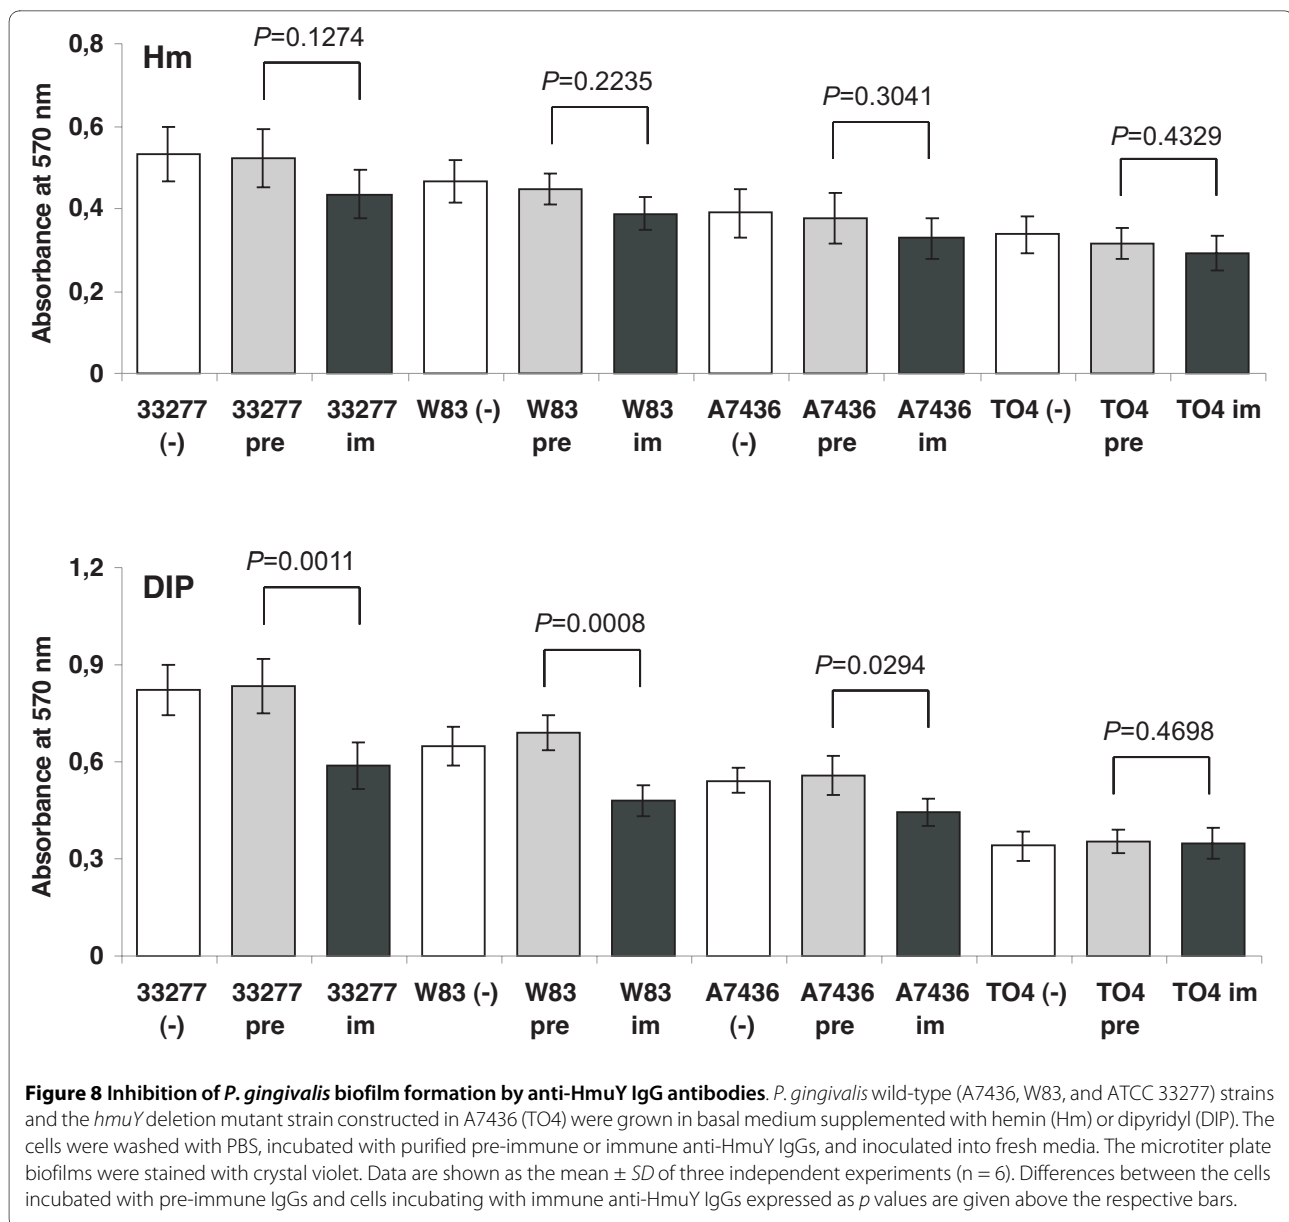 Hm
P=0.1274
P=0.2235
P=0.3041
P=0.4329
Absorbance at 570 nm
0,8
0,6
0,4
0,2
0
33277 (-)
33277 pre
33277 im
W83 (-)
W83 pre
W83 im
A7436 (-)
A7436 pre
A7436 im
TO4 (-)
TO4 pre
TO4 im
DIP
P=0.0011
P=0.0008
P=0.0294
P=0.4698
Absorbance at 570 nm
1,2
0,9
0,6
0,3
0
33277 (-)
33277 pre
33277 im
W83 (-)
W83 pre
W83 im
A7436 (-)
A7436 pre
A7436 im
TO4 (-)
TO4 pre
TO4 im
Figure 8 Inhibition of P. gingivalis biofilm formation by anti-HmuY IgG antibodies. P. gingivalis wild-type (A7436, W83, and ATCC 33277) strains
and the hmuY deletion mutant strain constructed in A7436 (TO4) were grown in basal medium supplemented with hemin (Hm) or dipyridyl (DIP). The
cells were washed with PBS, incubated with purified pre-immune or immune anti-HmuY IgGs, and inoculated into fresh media. The microtiter plate
biofilms were stained with crystal violet. Data are shown as the mean ± SD of three independent experiments (n = 6). Differences between the cells
incubated with pre-immune IgGs and cells incubating with immune anti-HmuY IgGs expressed as p values are given above the respective bars.